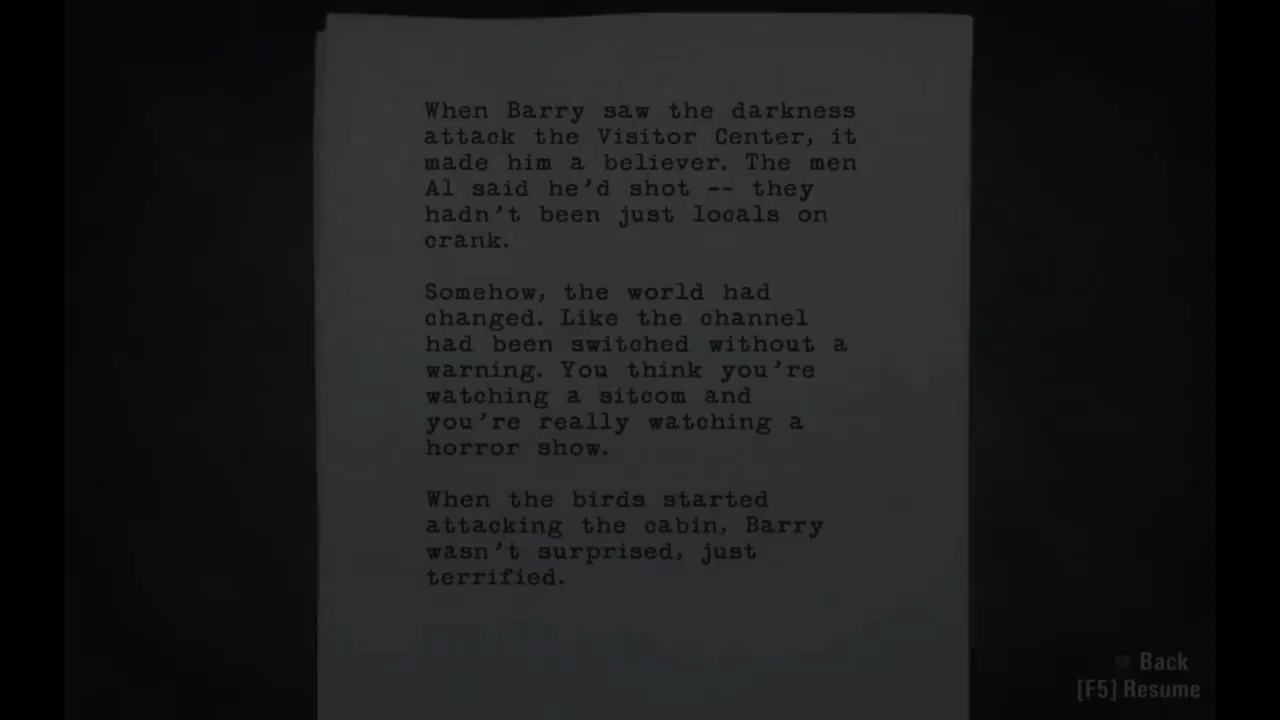 When Barry saw the darkness
attack the Visitor Center, it
made him a believer. The men
Al said he'd shot -- they
hadn't been just locals on
crank.
Somehow, the world had
changed. Like the channel
had been switched without a
warning. You think you're
watching a sitcom and
you're really watching a
horror show.
When the birds started
attacking the cabin, Barry
wasn't surprised, just
terrified.
Back
[F5] Resume